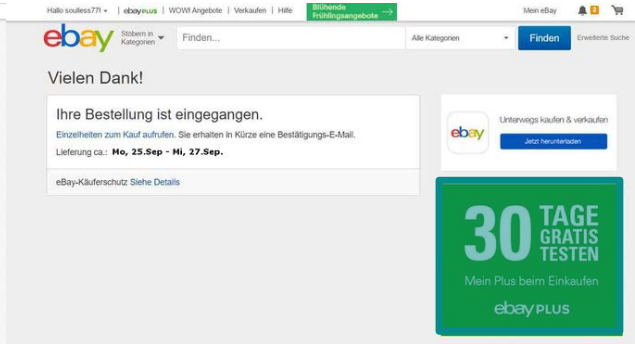 Hallo soulless77! | ebayPLUS | WOW! Angebote | Verkaufen | Hilfe
Blühende
Frühlingsangebote →
Mein eBay
ebay
Stöbern in
Kategorien
Finden...
Alle Kategorien
Finden
Erweiterte Suche
Vielen Dank!
Ihre Bestellung ist eingegangen.
Einzelheiten zum Kauf aufrufen. Sie erhalten in Kürze eine Bestätigungs-E-Mail.
Lieferung ca.: Mo, 25.Sep - Mi, 27.Sep.
eBay-Käuferschutz Siehe Details
ebay
Unterwegs kaufen & verkaufen
Jetzt herunterladen
30 TAGE
GRATIS
TESTEN
Mein Plus beim Einkaufen
ebay PLUS